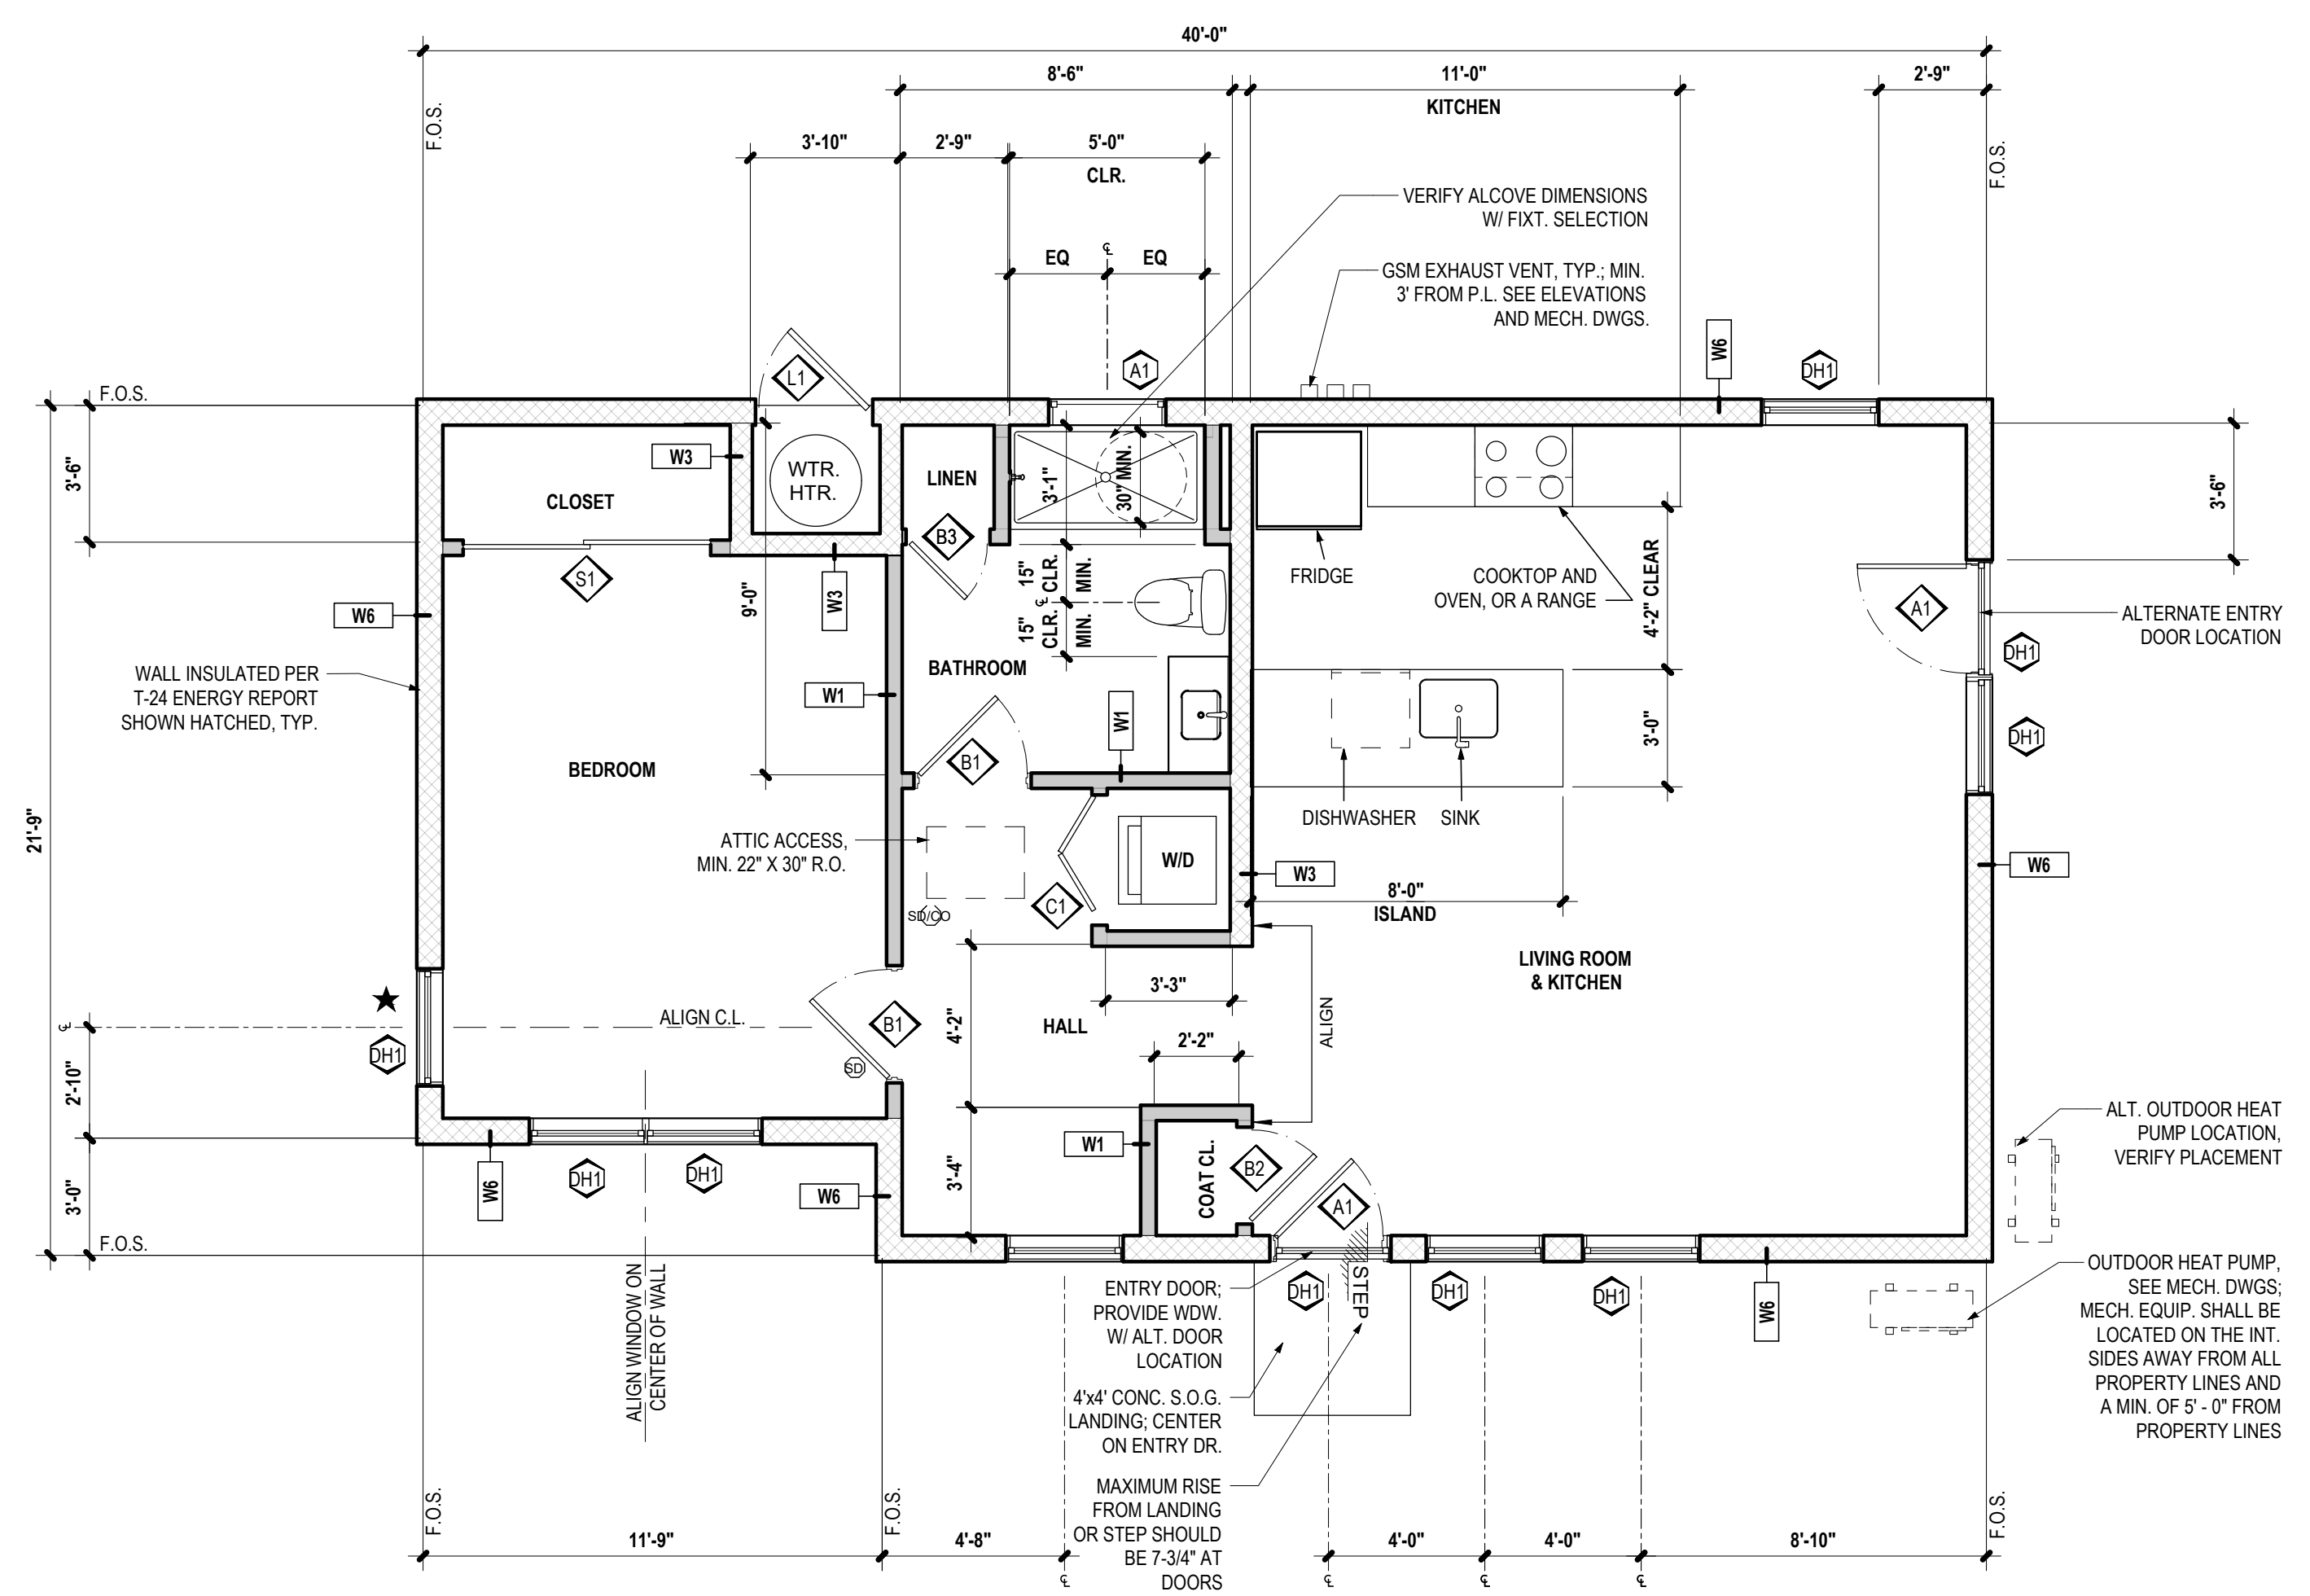 40'-0"
8'-6"
11'-0"
KITCHEN
2'-9"
F.O.S.
F.O.S.
3'-10"
2'-9"
5'-0"
CLR.
VERIFY ALCOVE DIMENSIONS
W/ FIXT. SELECTION
EQ
℄
EQ
GSM EXHAUST VENT, TYP.; MIN.
3' FROM P.L. SEE ELEVATIONS
AND MECH. DWGS.
L1
A1
W6
DH1
F.O.S.
3'-6"
W3
WTR.
HTR.
CLOSET
LINEN
3'-1"
30" MIN.
3'-6"
B3
S1
W3
9'-0"
15"
CLR.
MIN.
℄
15"
CLR.
MIN.
FRIDGE
COOKTOP AND
OVEN, OR A RANGE
4'-2" CLEAR
A1
ALTERNATE ENTRY
DOOR LOCATION
DH1
W6
WALL INSULATED PER
T-24 ENERGY REPORT
SHOWN HATCHED, TYP.
BATHROOM
W1
W1
3'-0"
DH1
BEDROOM
B1
21'-9"
DISHWASHER
SINK
ATTIC ACCESS,
MIN. 22" X 30" R.O.
W/D
W3
W6
8'-0"
ISLAND
C1
SD/CO
LIVING ROOM
& KITCHEN
3'-3"
℄
ALIGN C.L.
B1
4'-2"
HALL
ALIGN
2'-2"
DH1
SD
2'-10"
3'-0"
W6
DH1
DH1
W6
W1
3'-4"
COAT CL.
B2
A1
ALT. OUTDOOR HEAT
PUMP LOCATION,
VERIFY PLACEMENT
F.O.S.
ALIGN WINDOW ON
CENTER OF WALL
ENTRY DOOR;
PROVIDE WDW.
W/ ALT. DOOR
LOCATION
DH1
STEP
DH1
DH1
W6
OUTDOOR HEAT PUMP,
SEE MECH. DWGS;
MECH. EQUIP. SHALL BE
LOCATED ON THE INT.
SIDES AWAY FROM ALL
PROPERTY LINES AND
A MIN. OF 5' - 0" FROM
PROPERTY LINES
4'x4' CONC. S.O.G.
LANDING; CENTER
ON ENTRY DR.
MAXIMUM RISE
FROM LANDING
OR STEP SHOULD
BE 7-3/4" AT
DOORS
F.O.S.
F.O.S.
F.O.S.
11'-9"
4'-8"
4'-0"
4'-0"
8'-10"
℄
℄
℄
℄